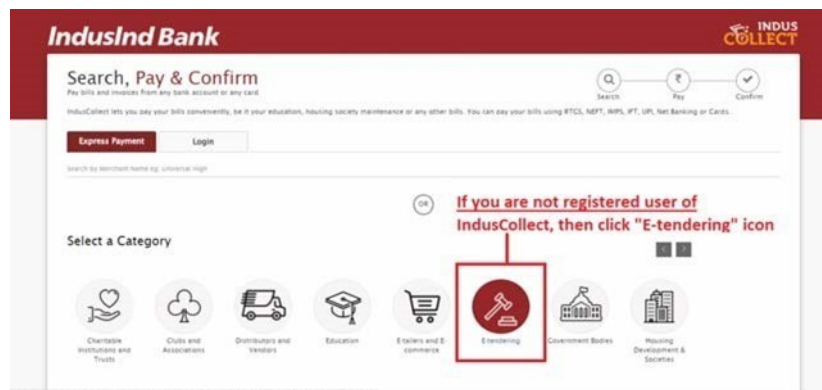 IndusInd Bank
INDUS
COLLECT
Search, Pay & Confirm
Pay bills and invoices from any bank account or any card
Search
Pay
Confirm
IndusCollect lets you pay your bills conveniently, be it your education, housing society maintenance or any other bills. You can pay your bills using RTGS, NEFT, IMPS, IFT, UPI, Net Banking or Cards.
Express Payment
Login
Search by Merchant Name eg. Universal High
OR
If you are not registered user of
IndusCollect, then click "E-tendering" icon
Select a Category
Charitable
Institutions and
Trusts
Clubs and
Associations
Distributors and
Vendors
Education
E-tailers and E-
commerce
E-tendering
Government Bodies
Housing
Development &
Societies